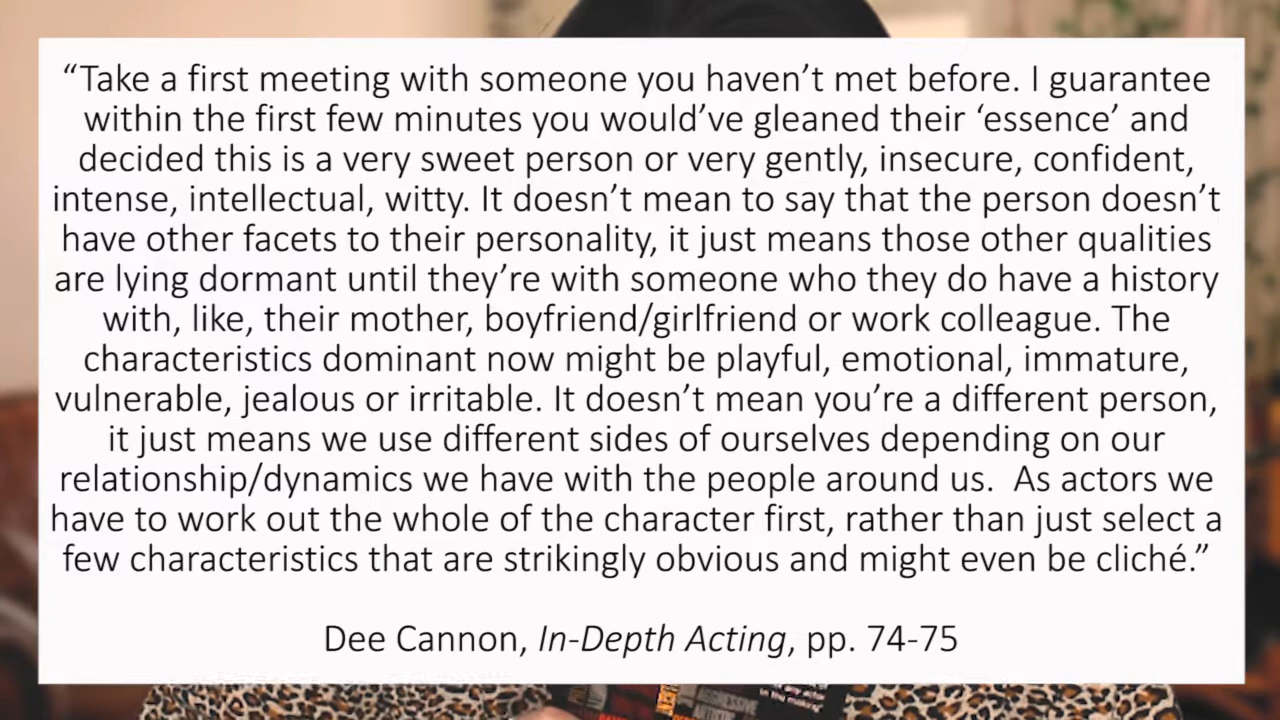 “Take a first meeting with someone you haven’t met before. I guarantee
within the first few minutes you would’ve gleaned their ‘essence’ and
decided this is a very sweet person or very gently, insecure, confident,
intense, intellectual, witty. It doesn’t mean to say that the person doesn’t
have other facets to their personality, it just means those other qualities
are lying dormant until they’re with someone who they do have a history
with, like, their mother, boyfriend/girlfriend or work colleague. The
characteristics dominant now might be playful, emotional, immature,
vulnerable, jealous or irritable. It doesn’t mean you’re a different person,
it just means we use different sides of ourselves depending on our
relationship/dynamics we have with the people around us.  As actors we
have to work out the whole of the character first, rather than just select a
few characteristics that are strikingly obvious and might even be cliché.”
Dee Cannon, In-Depth Acting, pp. 74-75